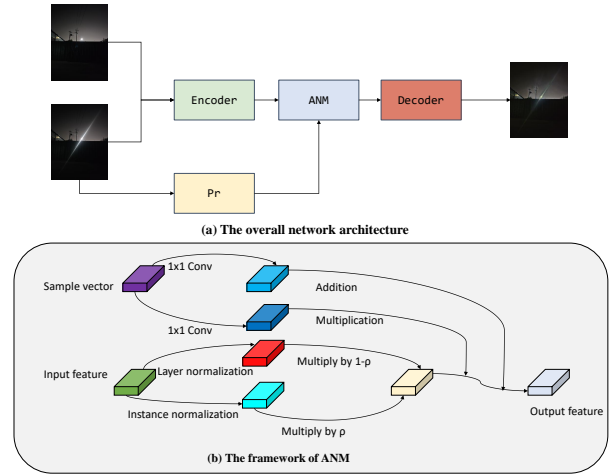 Encoder
ANM
Decoder
Pr
(a) The overall network architecture
1x1 Conv
Sample vector
Addition
1x1 Conv
Multiplication
Input feature
Layer normalization
Multiply by 1-ρ
Instance normalization
Output feature
Multiply by ρ
(b) The framework of ANM